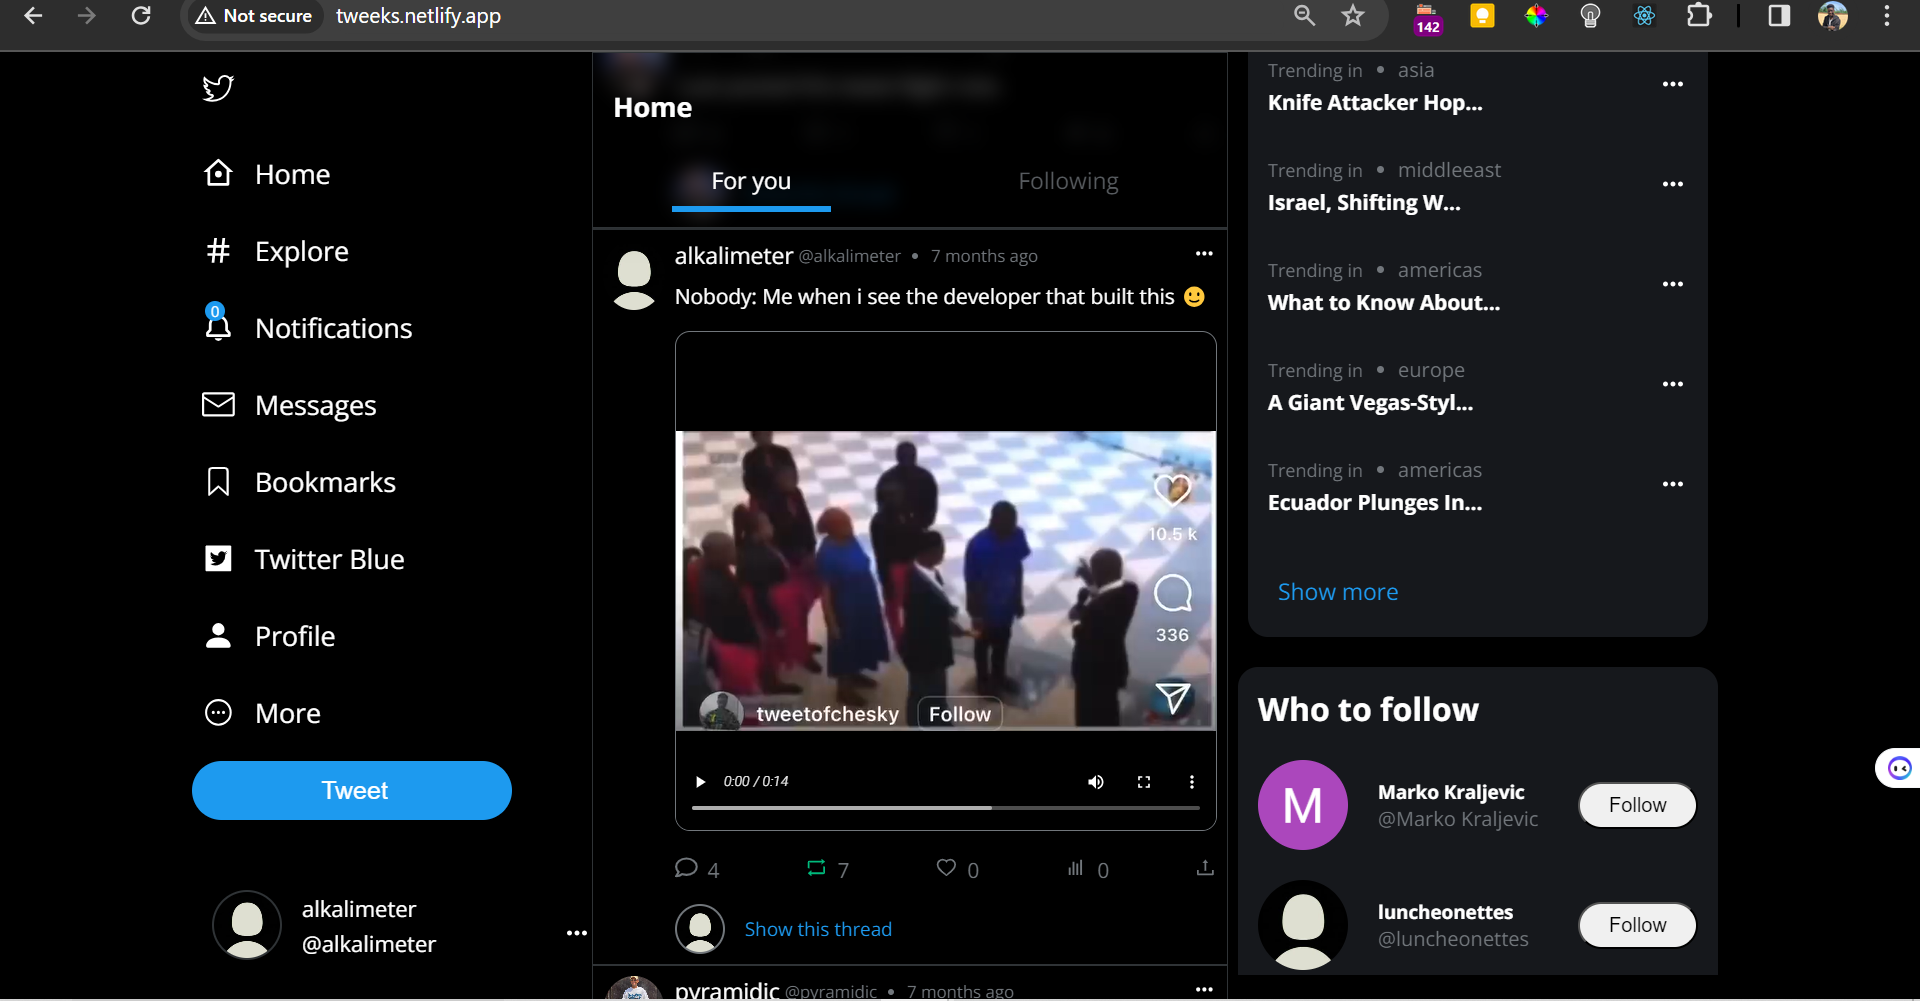 Not secure
tweeks.netlify.app
142
Home
Explore
0
Notifications
Messages
Bookmarks
Twitter Blue
Profile
More
Tweet
alkalimeter
@alkalimeter
Home
For you
Following
alkalimeter @alkalimeter • 7 months ago
Nobody: Me when i see the developer that built this 🙂
10.5 k
336
tweetofchesky
Follow
0:00 / 0:14
4
7
0
0
Show this thread
pyramidic @pyramidic • 7 months ago
Trending in • asia
Knife Attacker Hop...
Trending in • middleeast
Israel, Shifting W...
Trending in • americas
What to Know About...
Trending in • europe
A Giant Vegas-Styl...
Trending in • americas
Ecuador Plunges In...
Show more
Who to follow
M
Marko Kraljevic
@Marko Kraljevic
Follow
luncheonettes
@luncheonettes
Follow